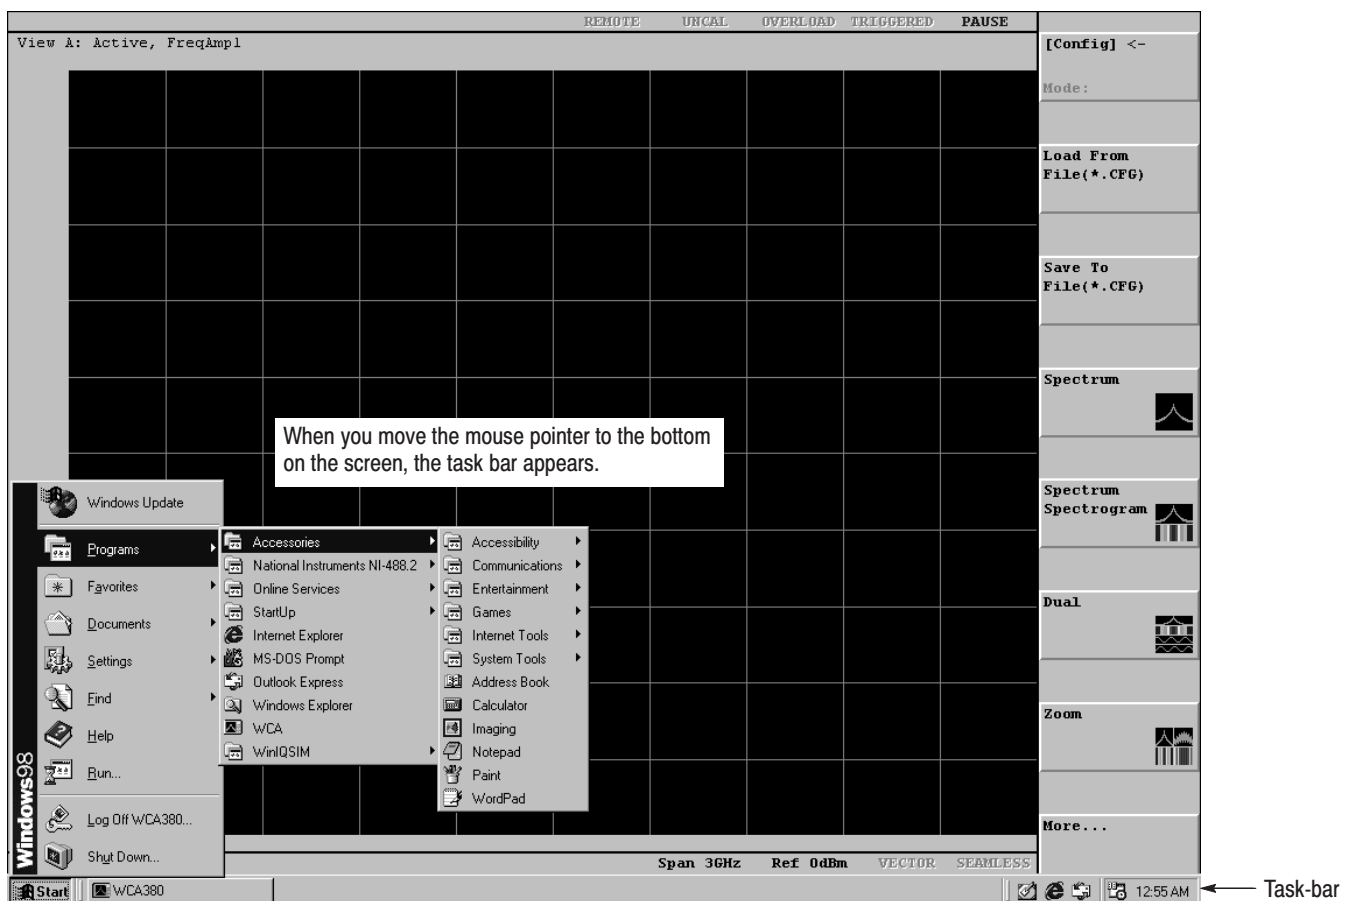 REMOTE UNCAL OVERLOAD TRIGGERED PAUSE
View A: Active, FreqAmpl
[Config] <-
Mode:
Load From
File(*.CFG)
Save To
File(*.CFG)
Spectrum
Spectrum
Spectrogram
Dual
Zoom
More...
When you move the mouse pointer to the bottom
on the screen, the task bar appears.
Windows Update
Programs
Favorites
Documents
Settings
Find
Help
Run...
Log Off WCA380...
Shut Down...
Windows98
Accessories
National Instruments NI-488.2
Online Services
StartUp
Internet Explorer
MS-DOS Prompt
Outlook Express
Windows Explorer
WCA
WinIQSIM
Accessibility
Communications
Entertainment
Games
Internet Tools
System Tools
Address Book
Calculator
Imaging
Notepad
Paint
WordPad
Span 3GHz Ref 0dBm VECTOR SEAMLESS
Start
WCA380
12:55 AM
Task-bar